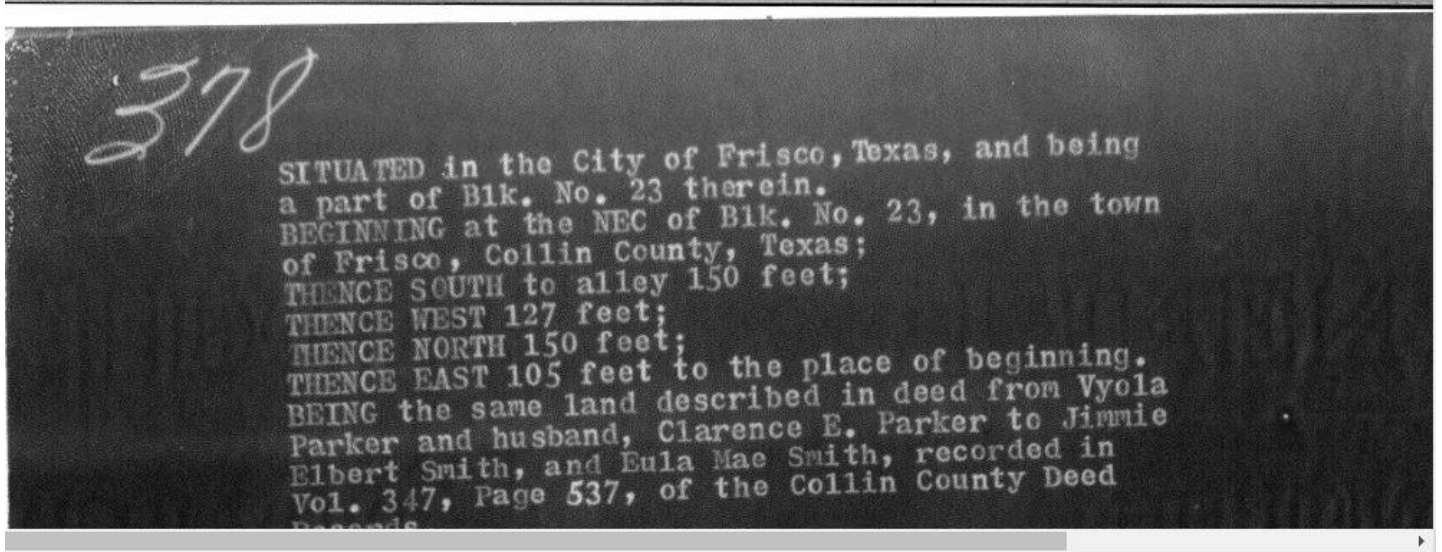 378
SITUATED in the City of Frisco, Texas, and being
a part of Blk. No. 23 therein.
BEGINNING at the NEC of Blk. No. 23, in the town
of Frisco, Collin County, Texas;
THENCE SOUTH to alley 150 feet;
THENCE WEST 127 feet;
THENCE NORTH 150 feet;
THENCE EAST 105 feet to the place of beginning.
BEING the same land described in deed from Vyola
Parker and husband, Clarence E. Parker to Jimmie
Elbert Smith, and Eula Mae Smith, recorded in
Vol. 347, Page 537, of the Collin County Deed
Records